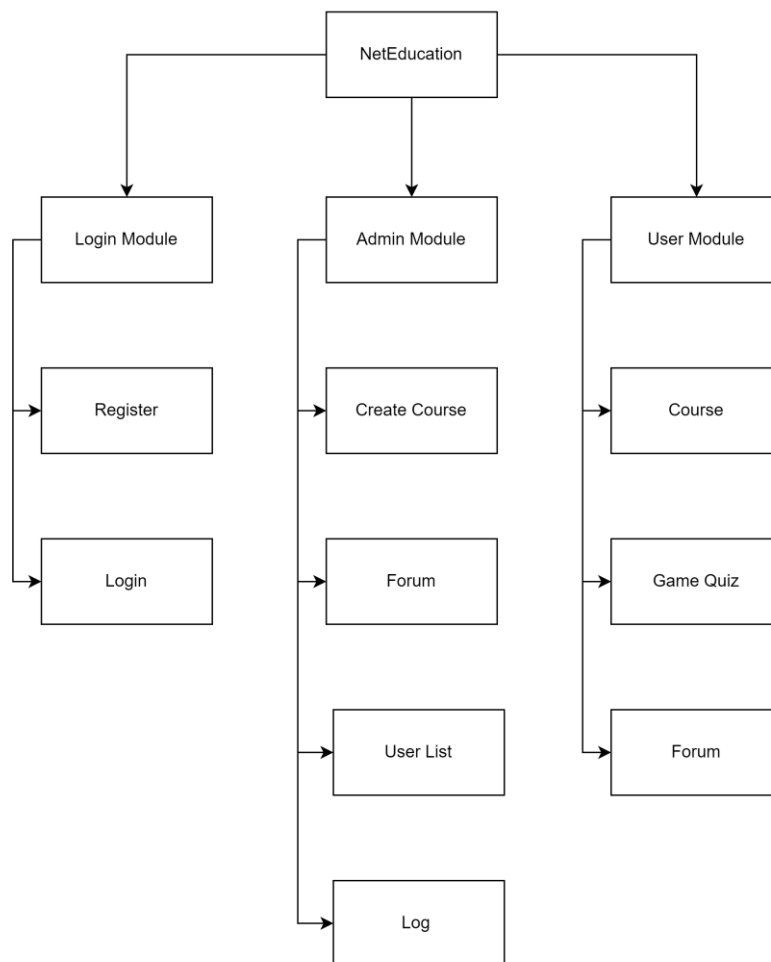 NetEducation
Login Module
Admin Module
User Module
Register
Create Course
Course
Login
Forum
Game Quiz
User List
Forum
Log